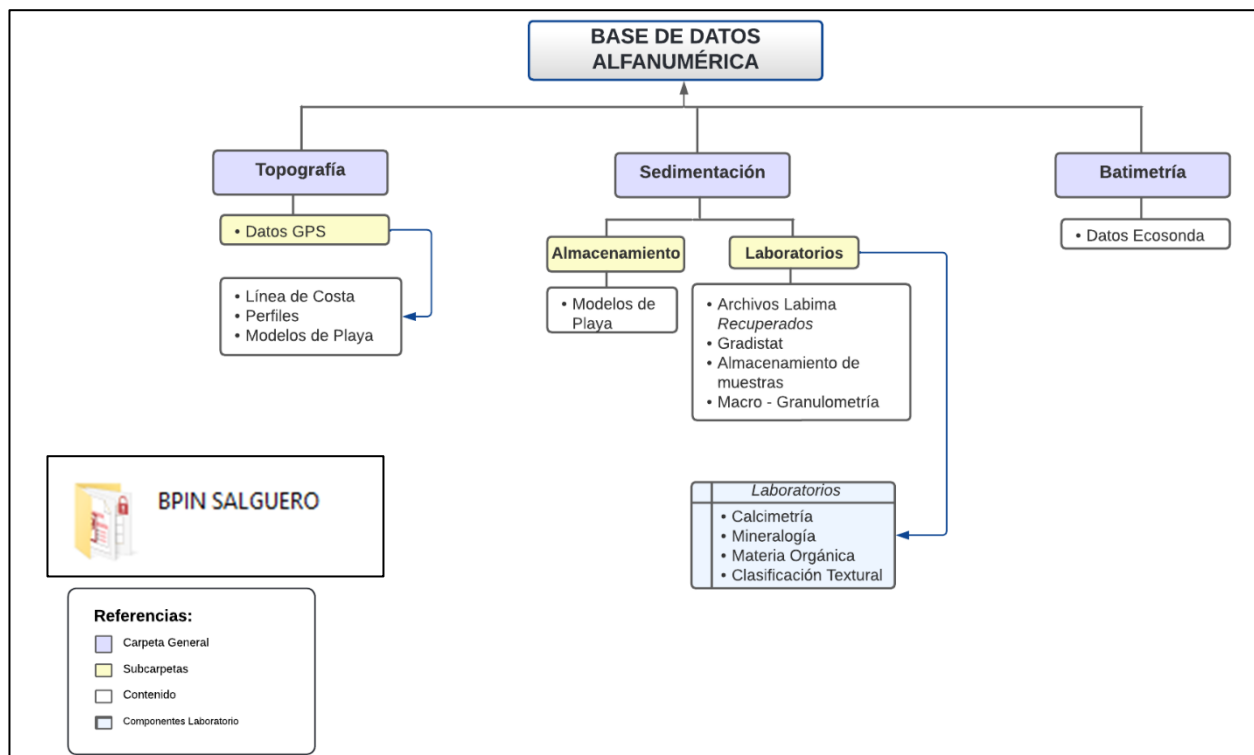 BASE DE DATOS
ALFANUMÉRICA
Topografía
• Datos GPS
• Línea de Costa
• Perfiles
• Modelos de Playa
Sedimentación
Almacenamiento
• Modelos de
Playa
Laboratorios
• Archivos Labima
Recuperados
• Gradistat
• Almacenamiento de
muestras
• Macro - Granulometría
Laboratorios
• Calcimetría
• Mineralogía
• Materia Orgánica
• Clasificación Textural
Batimetría
• Datos Ecosonda
BPIN SALGUERO
Referencias:
Carpeta General
Subcarpetas
Contenido
Componentes Laboratorio